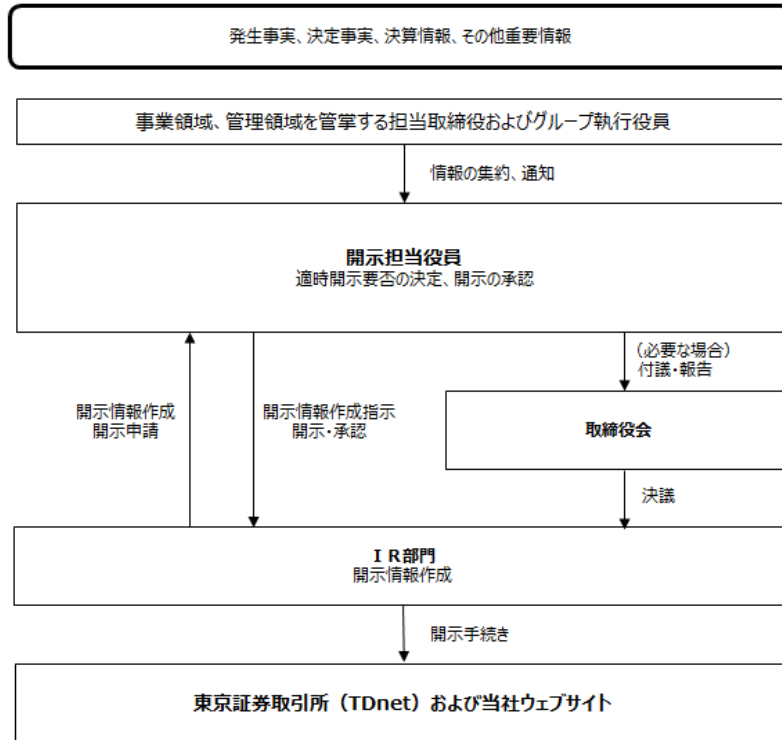 発生事実、決定事実、決算情報、その他重要情報
事業領域、管理領域を管掌する担当取締役およびグループ執行役員
情報の集約、通知
開示担当役員
適時開示要否の決定、開示の承認
(必要な場合)
付議・報告
開示情報作成
開示申請
開示情報作成指示
開示・承認
取締役会
決議
ＩＲ部門
開示情報作成
開示手続き
東京証券取引所（TDnet）および当社ウェブサイト